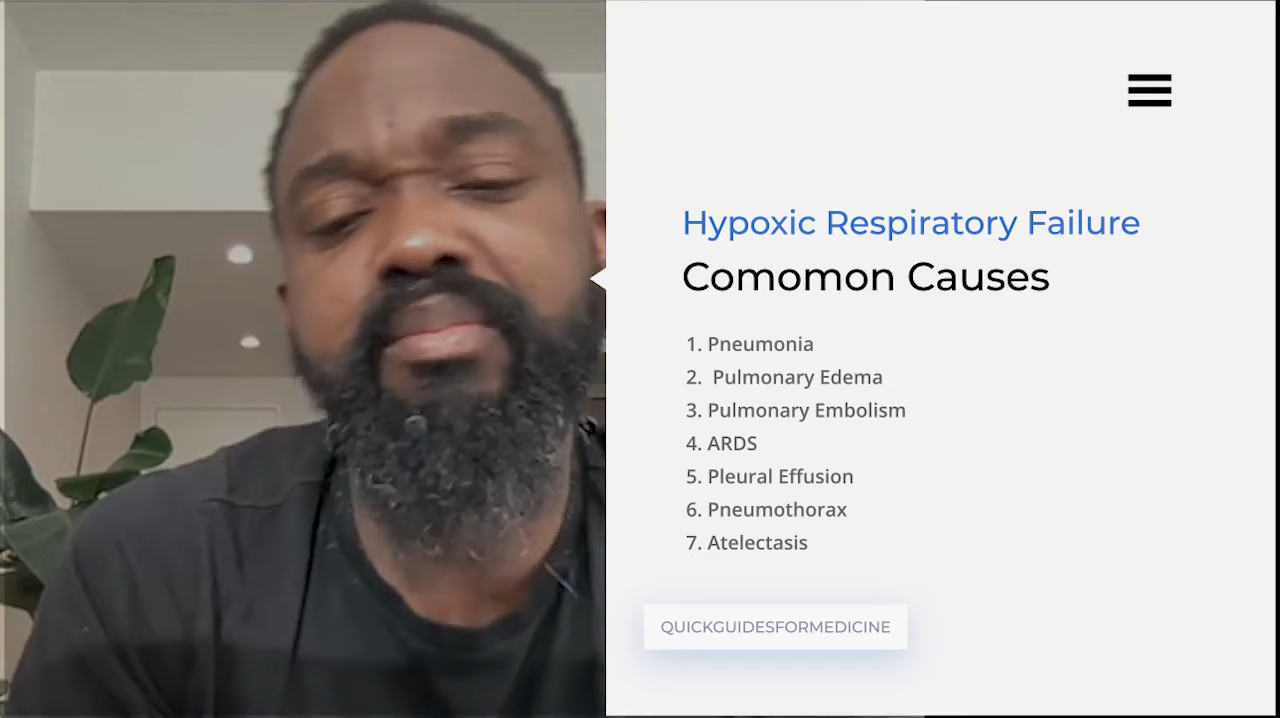 Hypoxic Respiratory Failure
Comomon Causes
1. Pneumonia
2. Pulmonary Edema
3. Pulmonary Embolism
4. ARDS
5. Pleural Effusion
6. Pneumothorax
7. Atelectasis
QUICKGUIDESFORMEDICINE